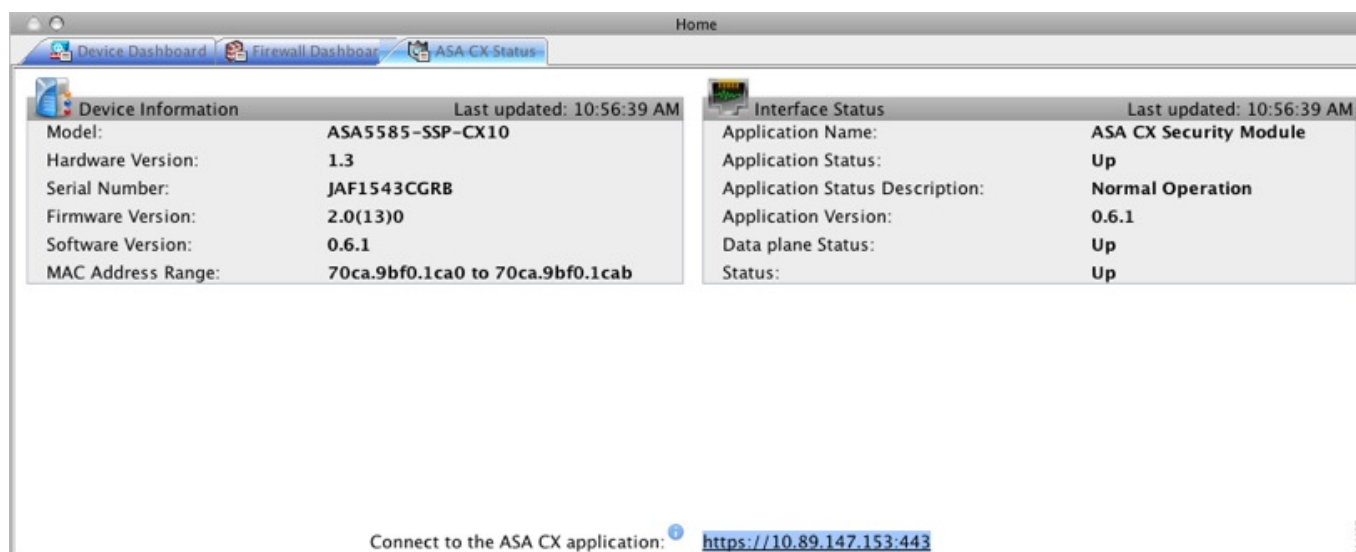 Home
Device Dashboard Firewall Dashboar ASA CX Status
Device Information Last updated: 10:56:39 AM
Model: ASA5585-SSP-CX10
Hardware Version: 1.3
Serial Number: JAF1543CGRB
Firmware Version: 2.0(13)0
Software Version: 0.6.1
MAC Address Range: 70ca.9bf0.1ca0 to 70ca.9bf0.1cab
Interface Status Last updated: 10:56:39 AM
Application Name: ASA CX Security Module
Application Status: Up
Application Status Description: Normal Operation
Application Version: 0.6.1
Data plane Status: Up
Status: Up
Connect to the ASA CX application: https://10.89.147.153:443